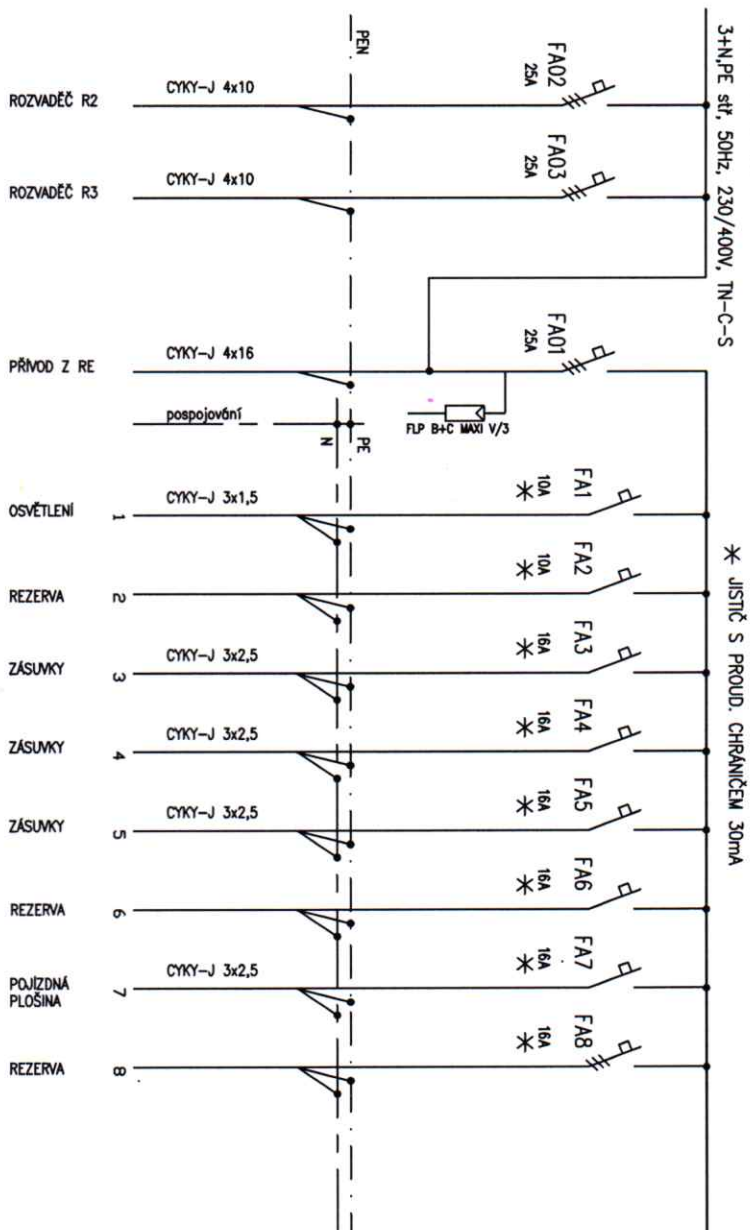 3+N,PE stř, 50Hz, 230/400V, TN-C-S
* JISTIČ S PROUD. CHRÁNIČEM 30mA
FA02
25A
PEN
CYKY-J 4x10
ROZVADĚČ R2
FA03
25A
CYKY-J 4x10
ROZVADĚČ R3
FA01
25A
FLP B+C MAXI V/3
CYKY-J 4x16
PŘÍVOD Z RE
pospojování
N
PE
FA1
10A
*
CYKY-J 3x1,5
1
OSVĚTLENÍ
FA2
10A
*
2
REZERVA
FA3
16A
*
CYKY-J 3x2,5
3
ZÁSUVKY
FA4
16A
*
CYKY-J 3x2,5
4
ZÁSUVKY
FA5
16A
*
CYKY-J 3x2,5
5
ZÁSUVKY
FA6
16A
*
6
REZERVA
FA7
16A
*
CYKY-J 3x2,5
7
POJÍZDNÁ
PLOŠINA
FA8
16A
*
8
REZERVA